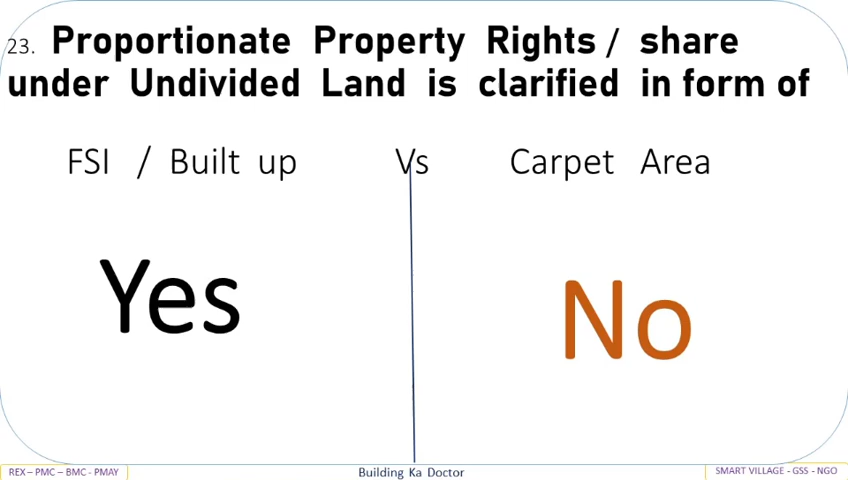 23. Proportionate Property Rights / share
under Undivided Land is clarified in form of
FSI / Built up Vs Carpet Area
Yes
No
REX – PMC – BMC - PMAY
Building Ka Doctor
SMART VILLAGE - GSS - NGO